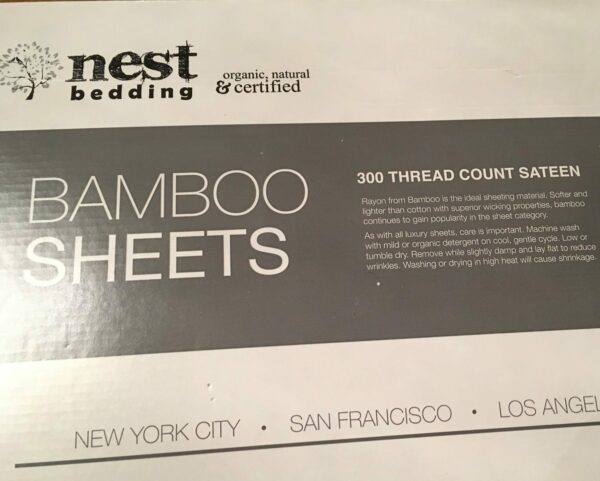 nest
bedding
organic, natural
& certified
BAMBOO
SHEETS
300 THREAD COUNT SATEEN
Rayon from Bamboo is the ideal sheeting material. Softer and
lighter than cotton with superior wicking properties, bamboo
continues to gain popularity in the sheet category.
As with all luxury sheets, care is important. Machine wash
with mild or organic detergent on cool, gentle cycle. Low or
tumble dry. Remove while slightly damp and lay flat to reduce
wrinkles. Washing or drying in high heat will cause shrinkage.
NEW YORK CITY • SAN FRANCISCO • LOS ANGEL